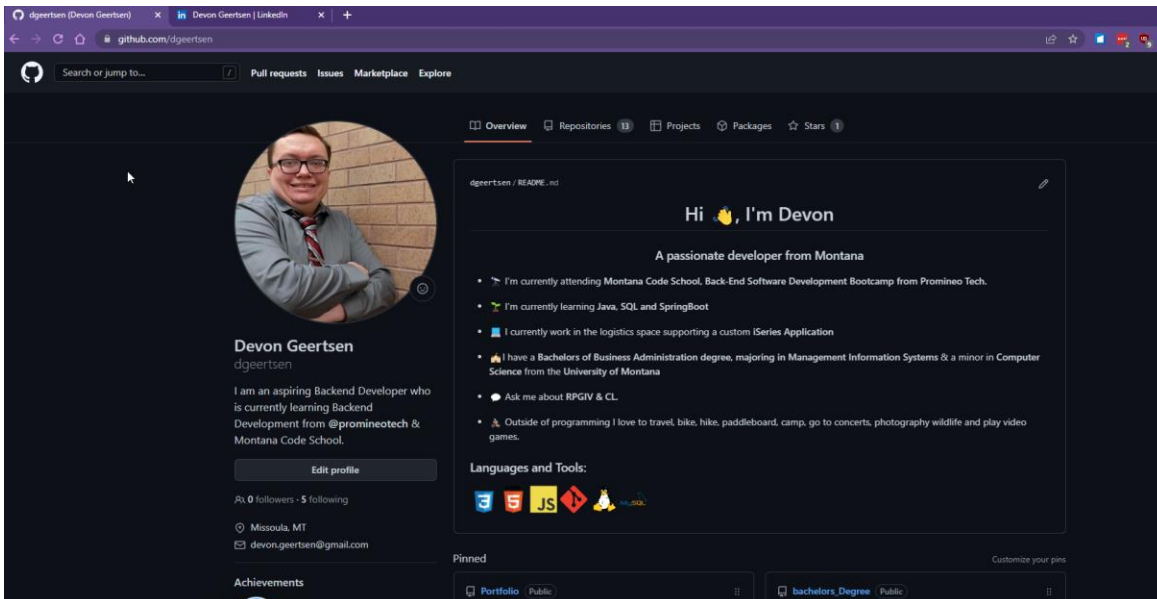 dgeertsen (Devon Geertsen)
Devon Geertsen | LinkedIn
github.com/dgeertsen
Search or jump to...
/
Pull requests Issues Marketplace Explore
Overview Repositories 13 Projects Packages Stars 1
dgeertsen / README.md
Hi 👋, I'm Devon
A passionate developer from Montana
• 🔭 I'm currently attending Montana Code School, Back-End Software Development Bootcamp from Promineo Tech.
• 🌱 I'm currently learning Java, SQL and SpringBoot
• 💻 I currently work in the logistics space supporting a custom iSeries Application
• 🏫 I have a Bachelors of Business Administration degree, majoring in Management Information Systems & a minor in Computer
Science from the University of Montana
• 💬 Ask me about RPGIV & CL.
• 🚴 Outside of programming I love to travel, bike, hike, paddleboard, camp, go to concerts, photography wildlife and play video
games.
Languages and Tools:
3 5 JS MySQL
Devon Geertsen
dgeertsen
I am an aspiring Backend Developer who
is currently learning Backend
Development from @promineotech &
Montana Code School.
Edit profile
0 followers · 5 following
Missoula, MT
devon.geertsen@gmail.com
Achievements
Pinned
Customize your pins
Portfolio Public
bachelors_Degree Public